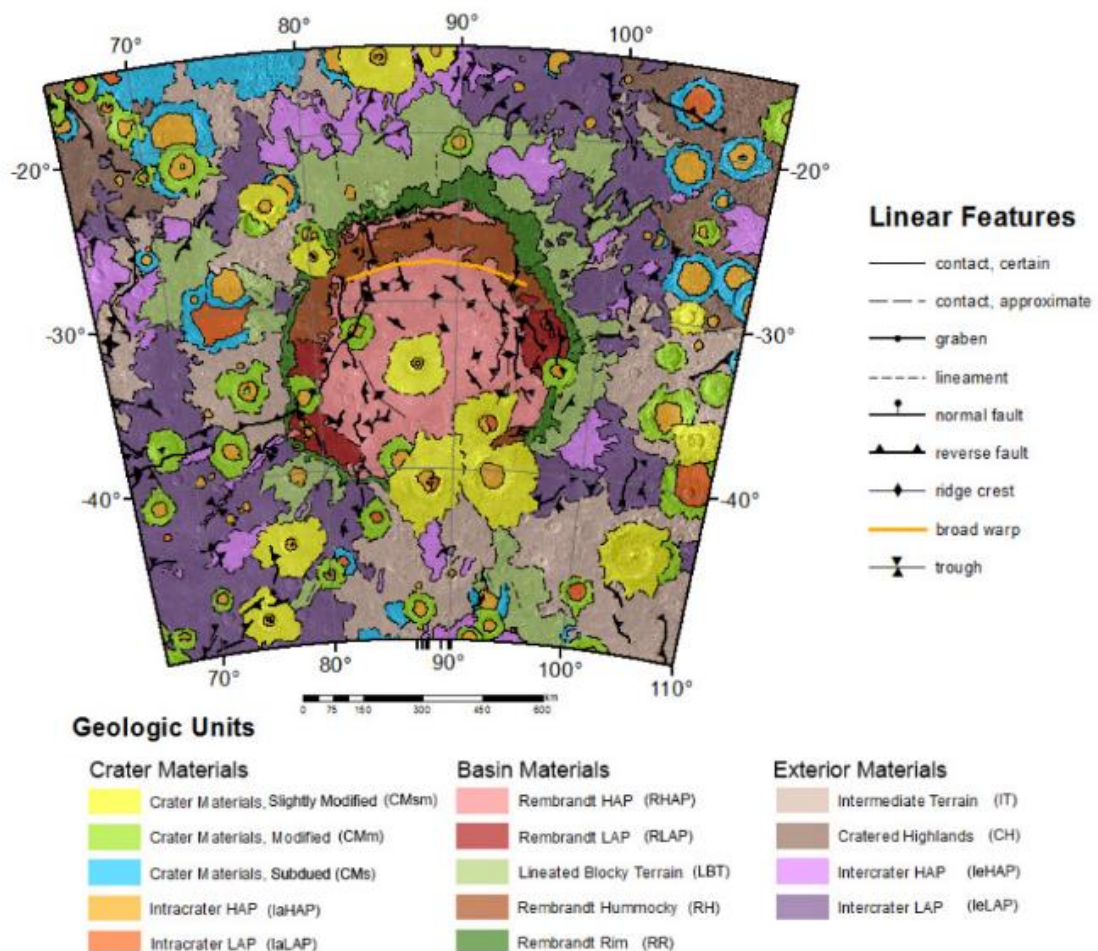 70°
80°
90°
100°
-20°
-20°
-30°
-30°
-40°
-40°
70°
80°
90°
100°
110°
km
0 75 150 300 450 600
Linear Features
contact, certain
contact, approximate
graben
lineament
normal fault
reverse fault
ridge crest
broad warp
trough
Geologic Units
Crater Materials
Crater Materials, Slightly Modified (CMsm)
Crater Materials, Modified (CMm)
Crater Materials, Subdued (CMs)
Intracrater HAP (IaHAP)
Intracrater LAP (IaLAP)
Basin Materials
Rembrandt HAP (RHAP)
Rembrandt LAP (RLAP)
Lineated Blocky Terrain (LBT)
Rembrandt Hummocky (RH)
Rembrandt Rim (RR)
Exterior Materials
Intermediate Terrain (IT)
Cratered Highlands (CH)
Intercrater HAP (IeHAP)
Intercrater LAP (IeLAP)